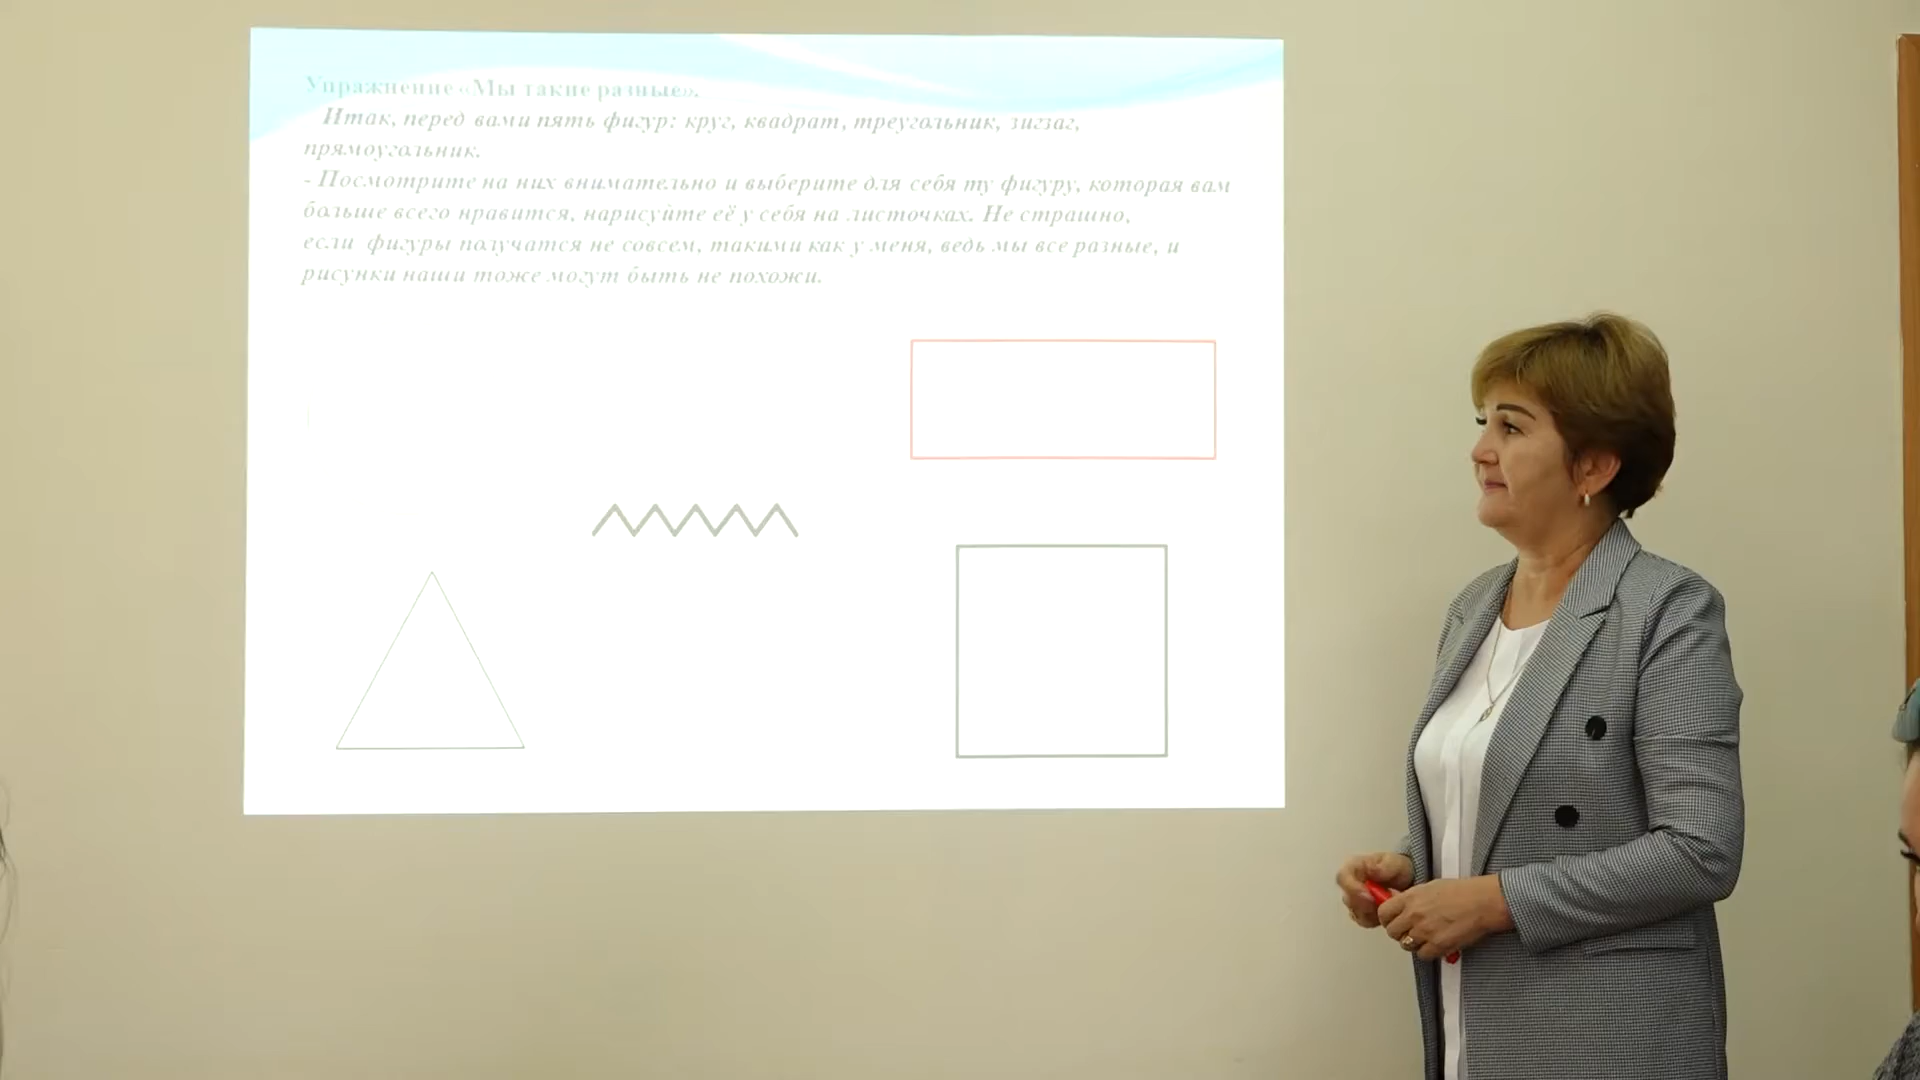 Упражнение «Мы такие разные».
Итак, перед вами пять фигур: круг, квадрат, треугольник, зигзаг,
прямоугольник.
- Посмотрите на них внимательно и выберите для себя ту фигуру, которая вам
больше всего нравится, нарисуйте её у себя на листочках. Не страшно,
если фигуры получатся не совсем, такими как у меня, ведь мы все разные, и
рисунки наши тоже могут быть не похожи.